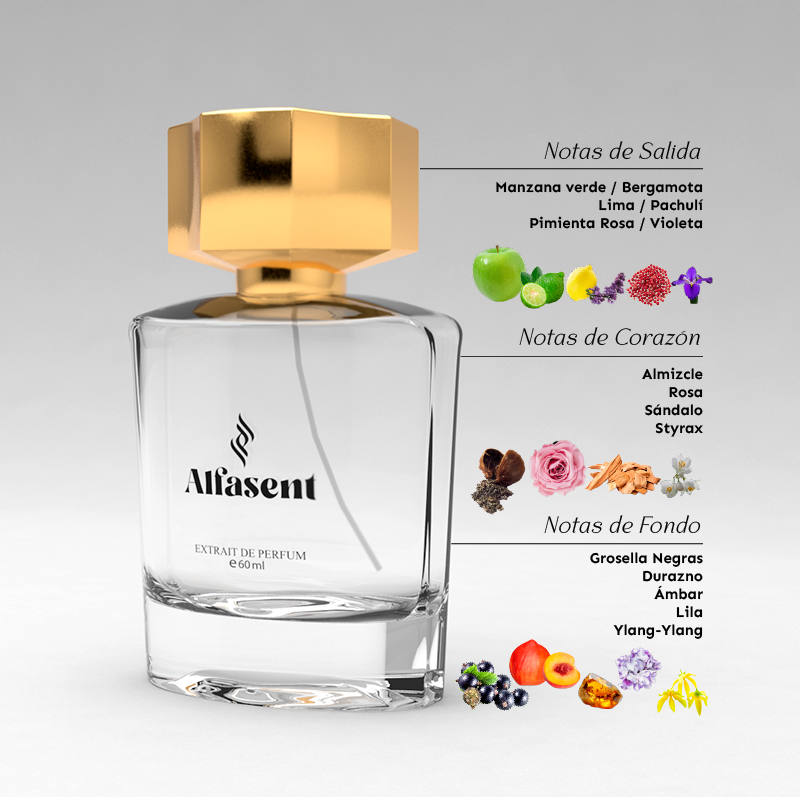 Notas de Salida
Manzana verde / Bergamota
Lima / Pachulí
Pimienta Rosa / Violeta
Notas de Corazón
Almizcle
Rosa
Sándalo
Styrax
Alfasent
EXTRAIT DE PERFUM
e 60 ml
Notas de Fondo
Grosella Negras
Durazno
Ámbar
Lila
Ylang-Ylang